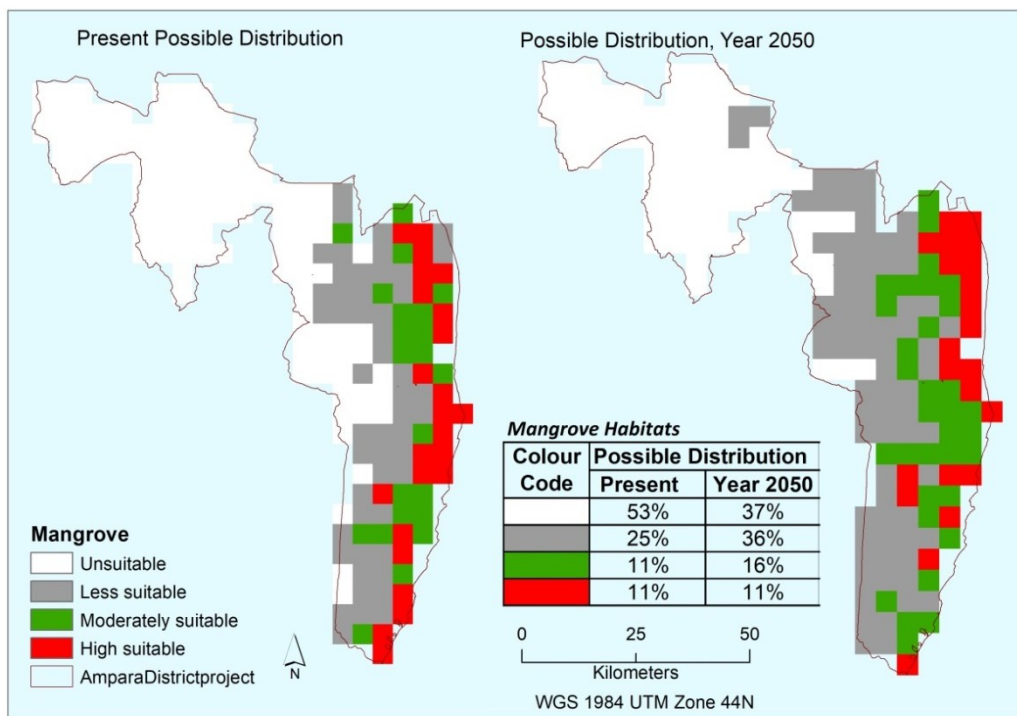 Present Possible Distribution
Possible Distribution, Year 2050
Mangrove
Unsuitable
Less suitable
Moderately suitable
High suitable
AmparaDistrictproject
N
Mangrove Habitats
Colour Code
Possible Distribution
Present Year 2050
53% 37%
25% 36%
11% 16%
11% 11%
0 25 50
Kilometers
WGS 1984 UTM Zone 44N